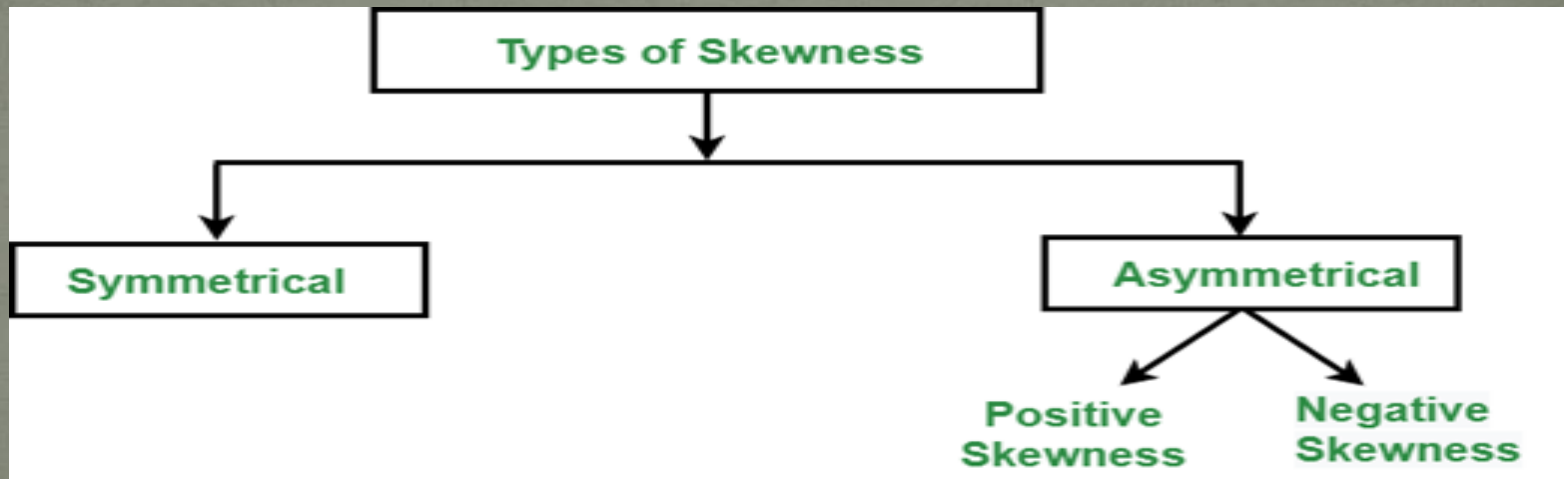 Types of Skewness
Symmetrical
Asymmetrical
Positive
Skewness
Negative
Skewness